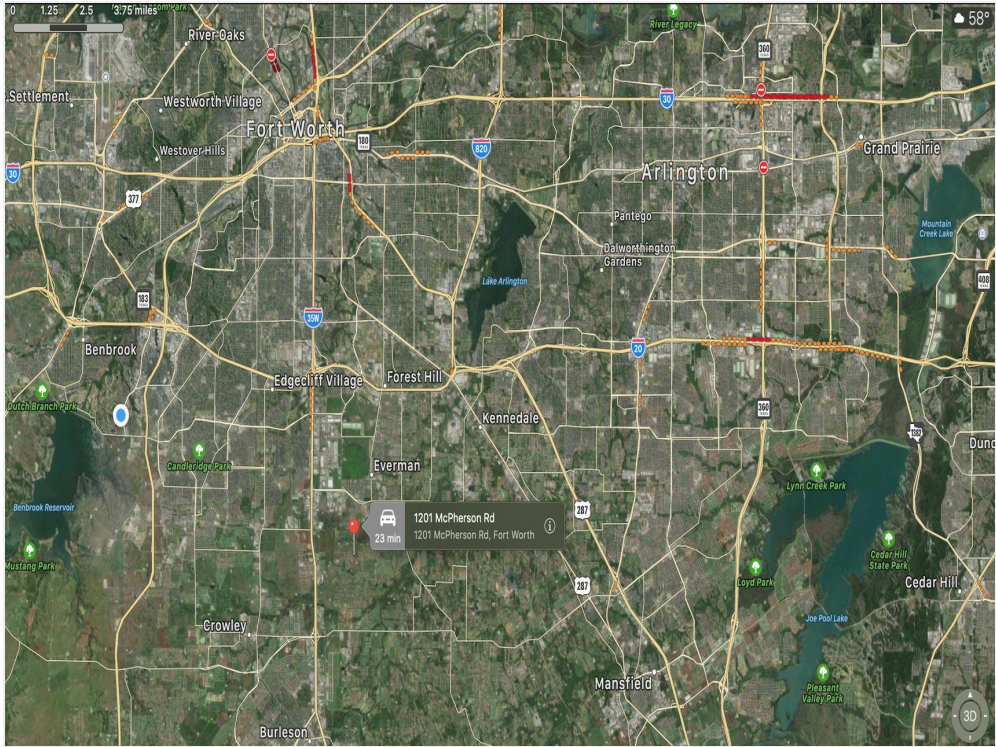 0 1.25 2.5 3.75 miles
River Legacy
58°
River Oaks
360
Settlement
Westworth Village
30
Fort Worth
180
820
Westover Hills
Grand Prairie
30
Arlington
377
Pantego
Mountain
Creek Lake
Dalworthington
Gardens
Lake Arlington
408
183
35W
20
Benbrook
Forest Hill
Edgecliff Village
Dutch Branch Park
360
Kennedale
Candleridge Park
Everman
Lynn Creek Park
Benbrook Reservoir
287
1201 McPherson Rd
23 min
1201 McPherson Rd, Fort Worth
Mustang Park
Cedar Hill
State Park
Loyd Park
287
Cedar Hill
Crowley
Joe Pool Lake
Mansfield
Pleasant
Valley Park
Burleson
3D